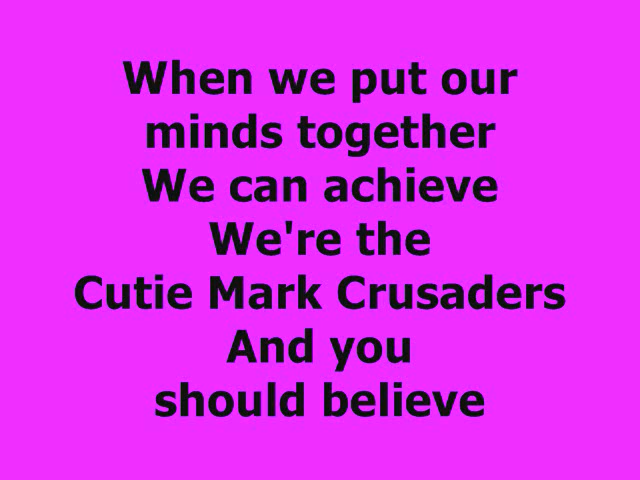 When we put our
minds together
We can achieve
We're the
Cutie Mark Crusaders
And you
should believe